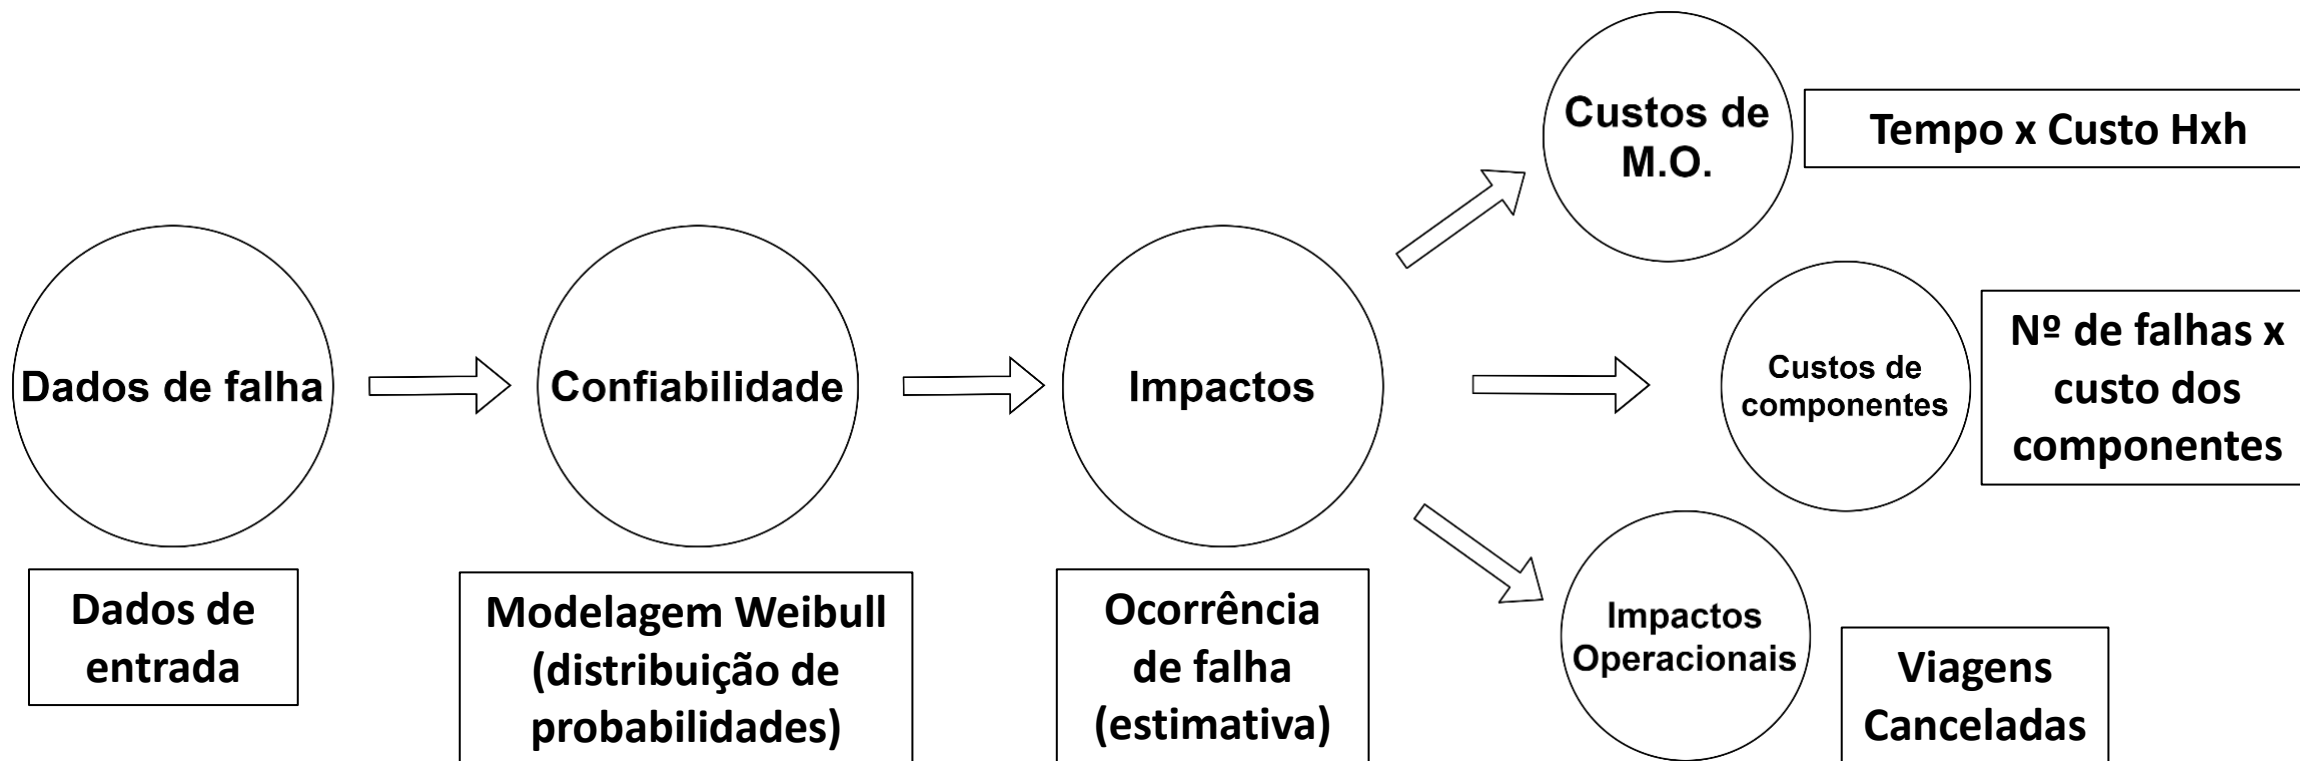 Dados de falha
Dados de
entrada
Confiabilidade
Modelagem Weibull
(distribuição de
probabilidades)
Impactos
Ocorrência
de falha
(estimativa)
Custos de
M.O.
Tempo x Custo Hxh
Custos de
componentes
Nº de falhas x
custo dos
componentes
Impactos
Operacionais
Viagens
Canceladas